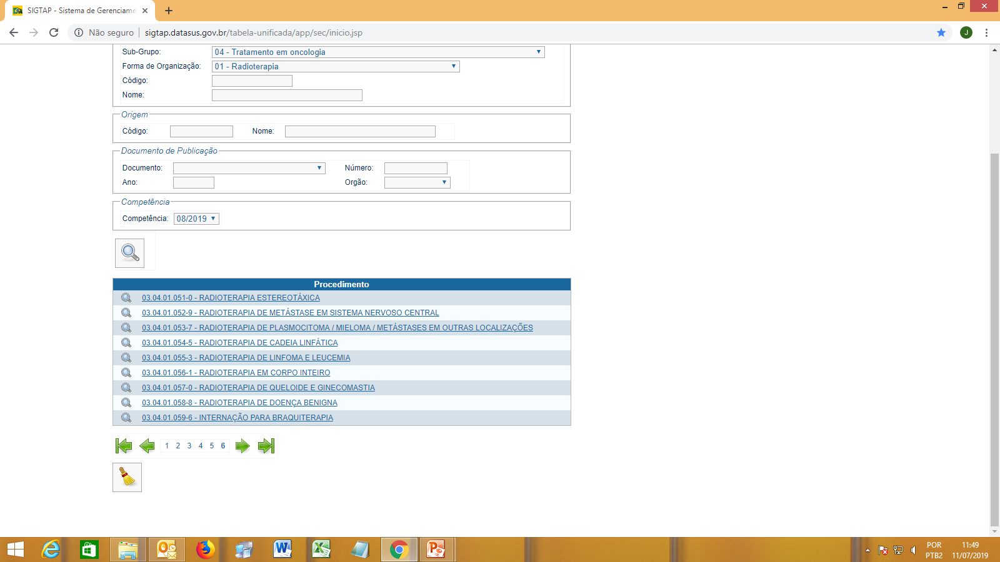 SIGTAP - Sistema de Gerenciame
Não seguro | sigtap.datasus.gov.br/tabela-unificada/app/sec/inicio.jsp
J
Sub-Grupo: 04 - Tratamento em oncologia
Forma de Organização: 01 - Radioterapia
Código:
Nome:
Origem
Código: Nome:
Documento de Publicação
Documento: Número:
Ano: Orgão:
Competência
Competência: 08/2019
Procedimento
03.04.01.051-0 - RADIOTERAPIA ESTEREOTÁXICA
03.04.01.052-9 - RADIOTERAPIA DE METÁSTASE EM SISTEMA NERVOSO CENTRAL
03.04.01.053-7 - RADIOTERAPIA DE PLASMOCITOMA / MIELOMA / METÁSTASES EM OUTRAS LOCALIZAÇÕES
03.04.01.054-5 - RADIOTERAPIA DE CADEIA LINFÁTICA
03.04.01.055-3 - RADIOTERAPIA DE LINFOMA E LEUCEMIA
03.04.01.056-1 - RADIOTERAPIA EM CORPO INTEIRO
03.04.01.057-0 - RADIOTERAPIA DE QUELOIDE E GINECOMASTIA
03.04.01.058-8 - RADIOTERAPIA DE DOENÇA BENIGNA
03.04.01.059-6 - INTERNAÇÃO PARA BRAQUITERAPIA
1 2 3 4 5 6
POR 11:49
PTB2 11/07/2019